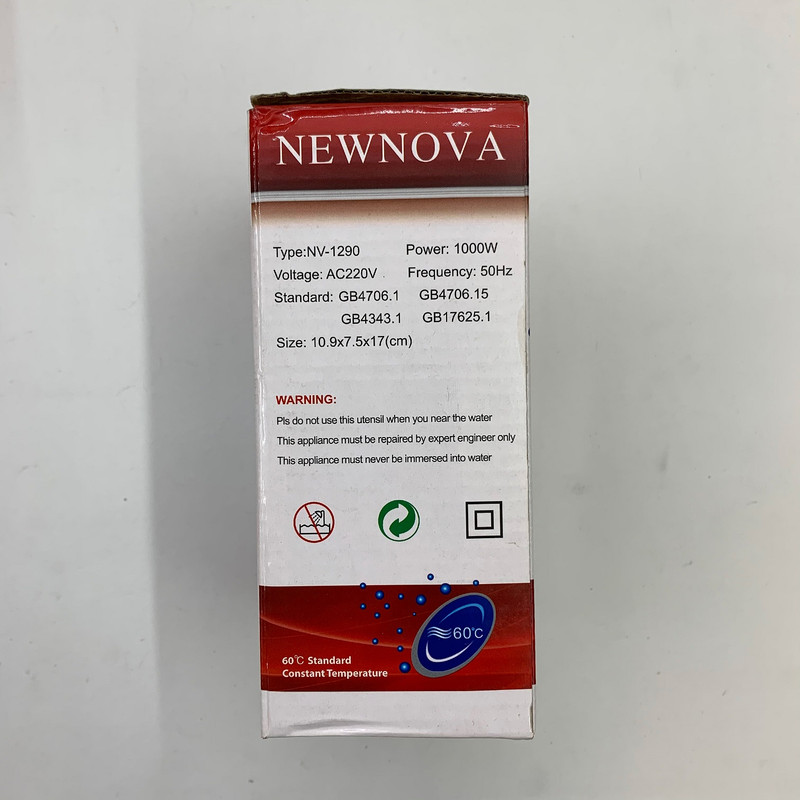 NEWNOVA
Type:NV-1290 Power: 1000W
Voltage: AC220V Frequency: 50Hz
Standard: GB4706.1 GB4706.15
GB4343.1 GB17625.1
Size: 10.9x7.5x17(cm)
WARNING:
Pls do not use this utensil when you near the water
This appliance must be repaired by expert engineer only
This appliance must never be immersed into water
60℃
60℃ Standard
Constant Temperature